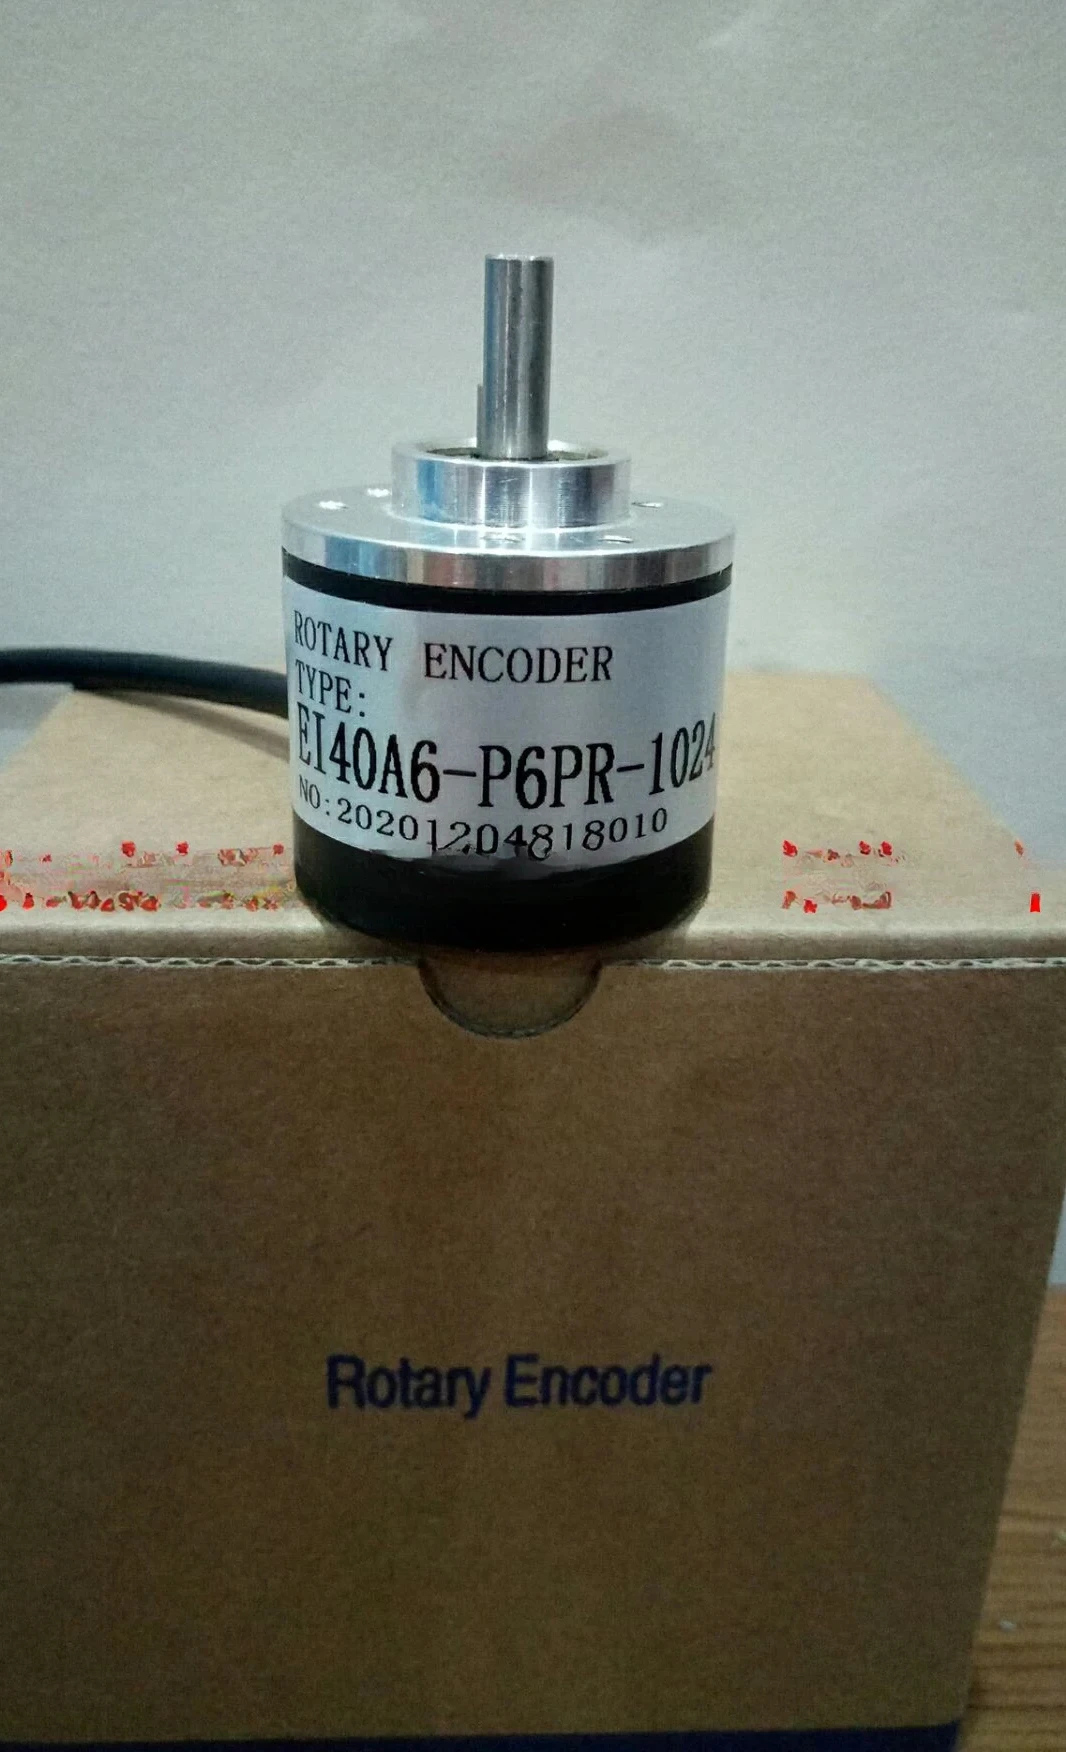 ROTARY ENCODER
TYPE:
EI40A6-P6PR-1024
NO:20201204818010
Rotary Encoder